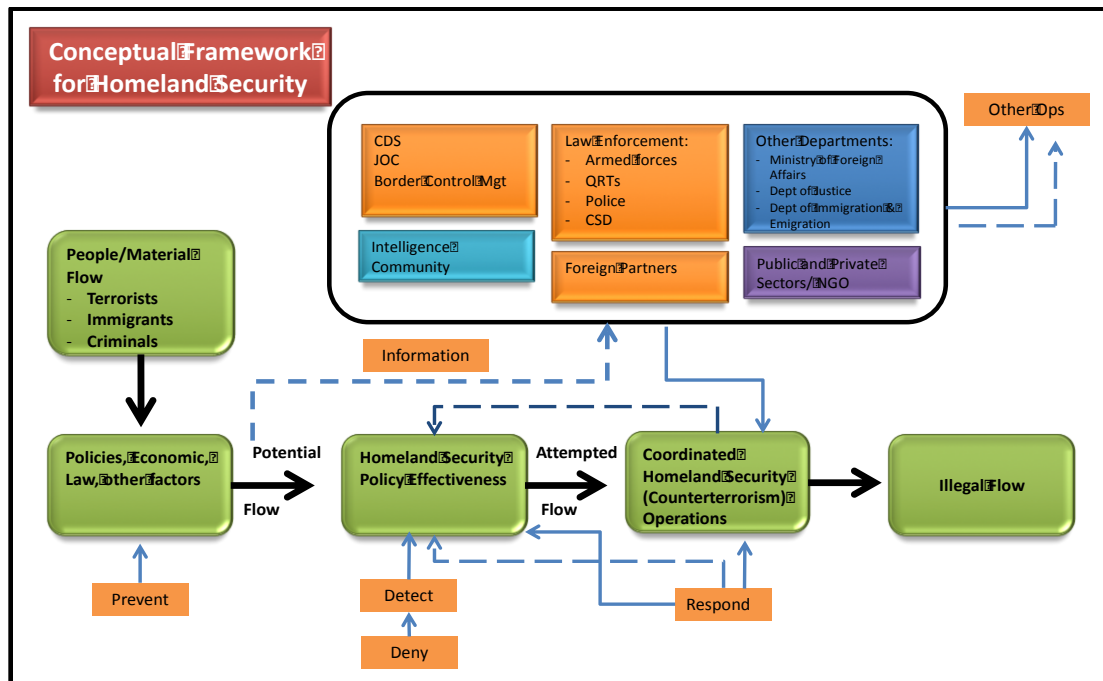 Conceptual Framework
for Homeland Security
Other Ops
CDS
JOC
Border Control Mgt
Law Enforcement:
- Armed forces
- QRTs
- Police
- CSD
Other Departments:
- Ministry of Foreign
Affairs
- Dept of Justice
- Dept of Immigration &
Emigration
Intelligence
Community
Foreign Partners
Public and Private
Sectors/ NGO
People/Material
Flow
- Terrorists
- Immigrants
- Criminals
Information
Policies, Economic,
Law, other factors
Potential
Flow
Homeland Security
Policy Effectiveness
Attempted
Flow
Coordinated
Homeland Security
(Counterterrorism)
Operations
Illegal Flow
Prevent
Detect
Deny
Respond